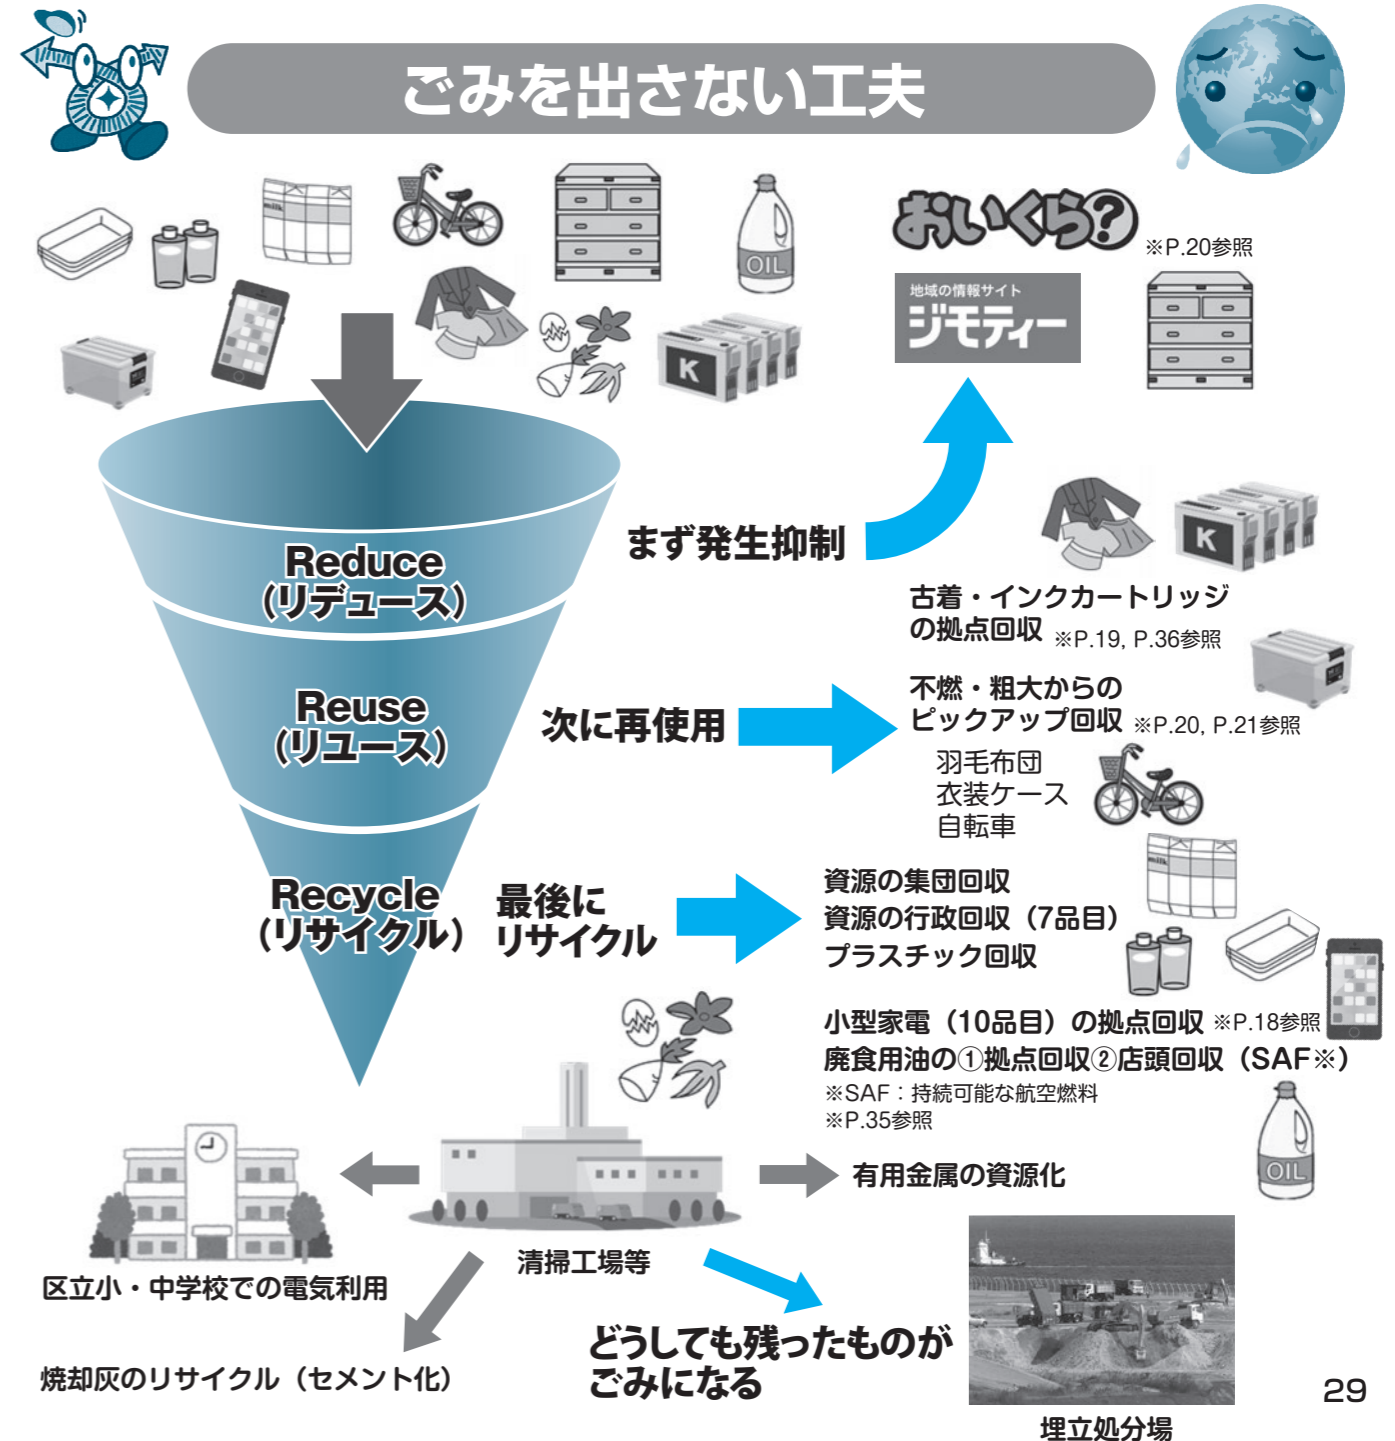 ごみを出さない工夫
milk
OIL
K
おいくら?
※P.20参照
地域の情報サイト
ジモティー
Reduce
(リデュース)
まず発生抑制
K
古着・インクカートリッジ
の拠点回収 ※P.19, P.36参照
Reuse
(リユース)
次に再使用
不燃・粗大からの
ピックアップ回収 ※P.20, P.21参照
羽毛布団
衣装ケース
自転車
milk
Recycle
(リサイクル)
最後に
リサイクル
資源の集団回収
資源の行政回収(7品目)
プラスチック回収
小型家電(10品目)の拠点回収 ※P.18参照
廃食用油の①拠点回収②店頭回収(SAF※)
※SAF:持続可能な航空燃料
※P.35参照
OIL
有用金属の資源化
清掃工場等
区立小・中学校での電気利用
焼却灰のリサイクル(セメント化)
どうしても残ったものが
ごみになる
埋立処分場
29